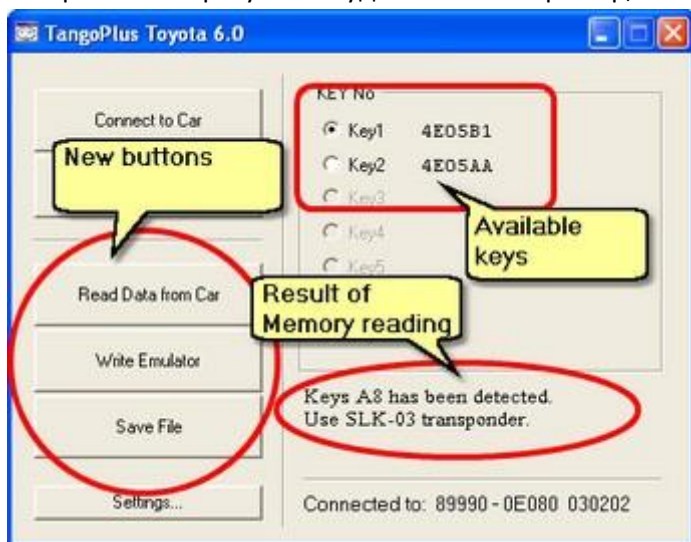 TangoPlus Toyota 6.0
Connect to Car
New buttons
Read Data from Car
Write Emulator
Save File
Settings...
KEY No
Key1 4E05B1
Key2 4E05AA
Key3
Key4
Key5
Available
keys
Result of
Memory reading
Keys A8 has been detected.
Use SLK-03 transponder.
Connected to: 89990-0E080 030202